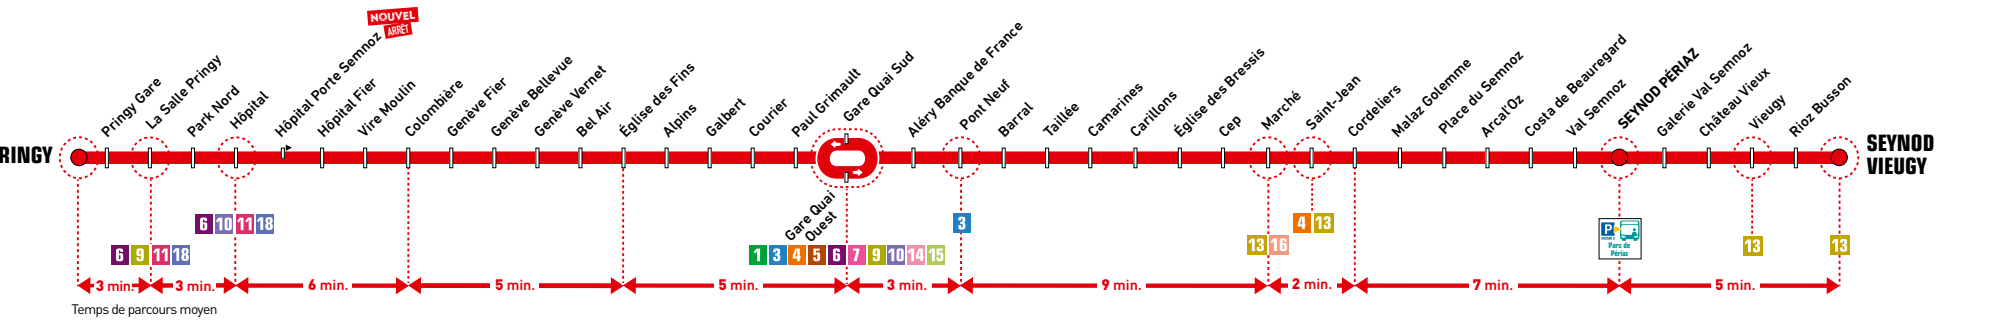 NOUVEL
ARRÊT
RINGY
Pringy Gare
La Salle Pringy
Park Nord
Hôpital
Hôpital Porte Semnoz
Hôpital Fier
Vire Moulin
Colombière
Genève Fier
Genève Bellevue
Genève Vernet
Bel Air
Église des Fins
Alpins
Galbert
Courier
Paul Grimault
Gare Quai Sud
Aléry Banque de France
Pont Neuf
Barral
Taillée
Camarines
Carillons
Église des Bressis
Cep
Marché
Saint-Jean
Cordeliers
Malaz Golemme
Place du Semnoz
Arcal'Oz
Costa de Beauregard
Val Semnoz
SEYNOD PÉRIAZ
Galerie Val Semnoz
Château Vieux
Vieugy
Rioz Busson
SEYNOD
VIEUGY
Gare Quai
Ouest
6 10 11 18
3
4 13
P
Parc de
Périaz
6 9 11 18
1 3 4 5 6 7 9 10 14 15
13 16
13
13
3 min.
3 min.
6 min.
5 min.
5 min.
3 min.
9 min.
2 min.
7 min.
5 min.
Temps de parcours moyen